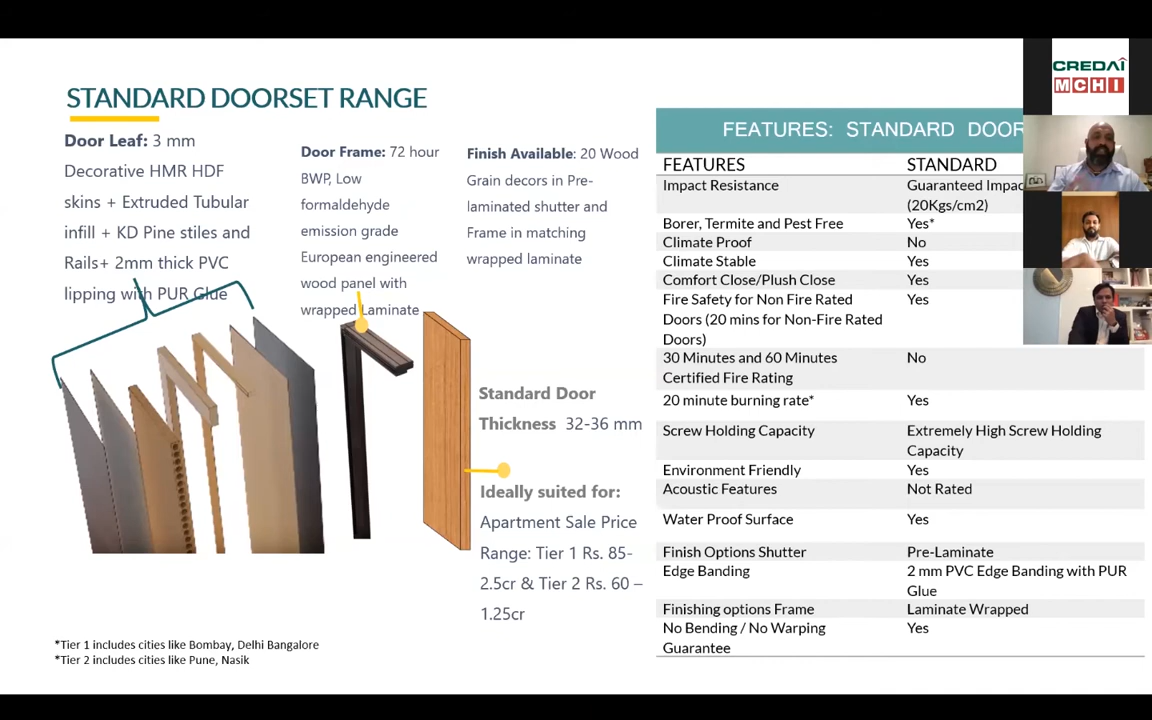 STANDARD DOORSET RANGE
Door Leaf: 3 mm
Decorative HMR HDF
skins + Extruded Tubular
infill + KD Pine stiles and
Rails+ 2mm thick PVC
lipping with PUR Glue
Door Frame: 72 hour
BWP, Low
formaldehyde
emission grade
European engineered
wood panel with
wrapped Laminate
Finish Available: 20 Wood
Grain decors in Pre-
laminated shutter and
Frame in matching
wrapped laminate
Standard Door
Thickness 32-36 mm
Ideally suited for:
Apartment Sale Price
Range: Tier 1 Rs. 85-
2.5cr & Tier 2 Rs. 60 –
1.25cr
*Tier 1 includes cities like Bombay, Delhi Bangalore
*Tier 2 includes cities like Pune, Nasik
FEATURES: STANDARD DOOR
FEATURES STANDARD
Impact Resistance Guaranteed Impac
(20Kgs/cm2)
Borer, Termite and Pest Free Yes*
Climate Proof No
Climate Stable Yes
Comfort Close/Plush Close Yes
Fire Safety for Non Fire Rated Yes
Doors (20 mins for Non-Fire Rated
Doors)
30 Minutes and 60 Minutes No
Certified Fire Rating
20 minute burning rate* Yes
Screw Holding Capacity Extremely High Screw Holding
Capacity
Environment Friendly Yes
Acoustic Features Not Rated
Water Proof Surface Yes
Finish Options Shutter Pre-Laminate
Edge Banding 2 mm PVC Edge Banding with PUR
Glue
Finishing options Frame Laminate Wrapped
No Bending / No Warping Yes
Guarantee
CREDAI
MCHI